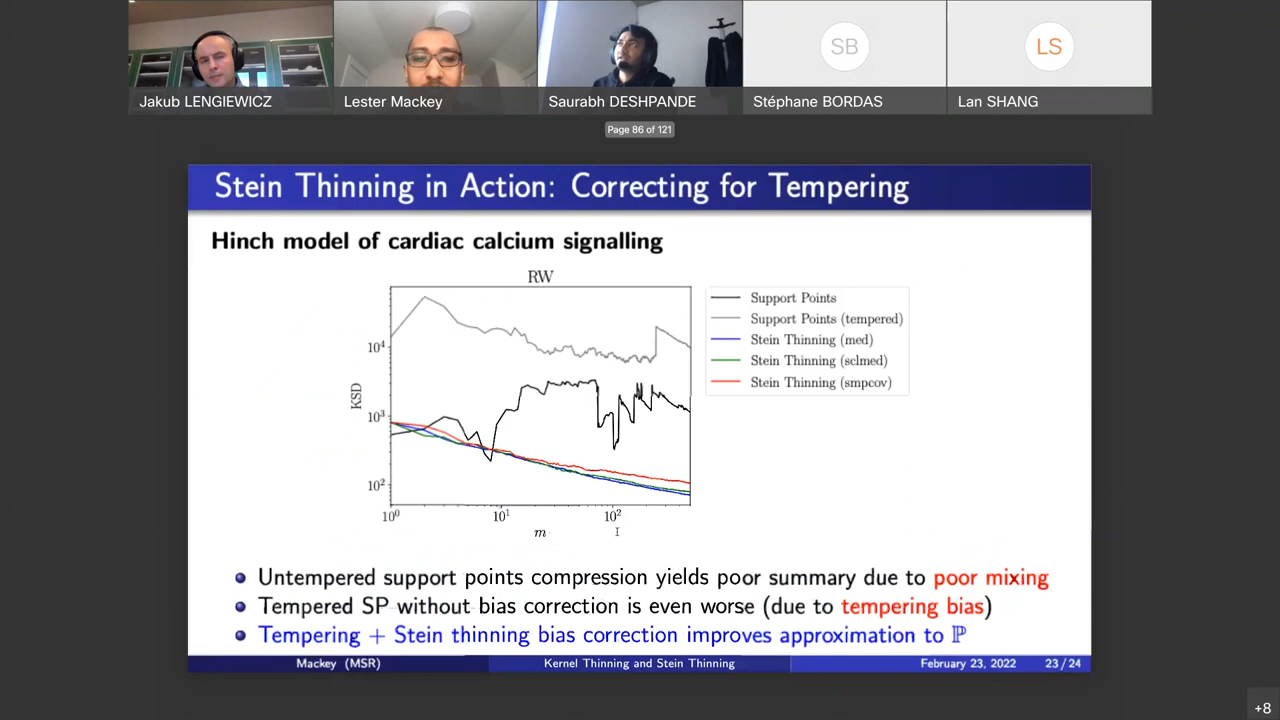 SB
LS
Jakub LENGIEWICZ
Lester Mackey
Saurabh DESHPANDE
Stéphane BORDAS
Lan SHANG
Page 86 of 121
Stein Thinning in Action: Correcting for Tempering
Hinch model of cardiac calcium signalling
RW
Support Points
Support Points (tempered)
Stein Thinning (med)
Stein Thinning (sclmed)
Stein Thinning (smpcov)
KSD
10⁴
10³
10²
10⁰
10¹
10²
m
Untempered support points compression yields poor summary due to poor mixing
Tempered SP without bias correction is even worse (due to tempering bias)
Tempering + Stein thinning bias correction improves approximation to ℙ
Mackey (MSR)
Kernel Thinning and Stein Thinning
February 23, 2022
23 / 24
+8